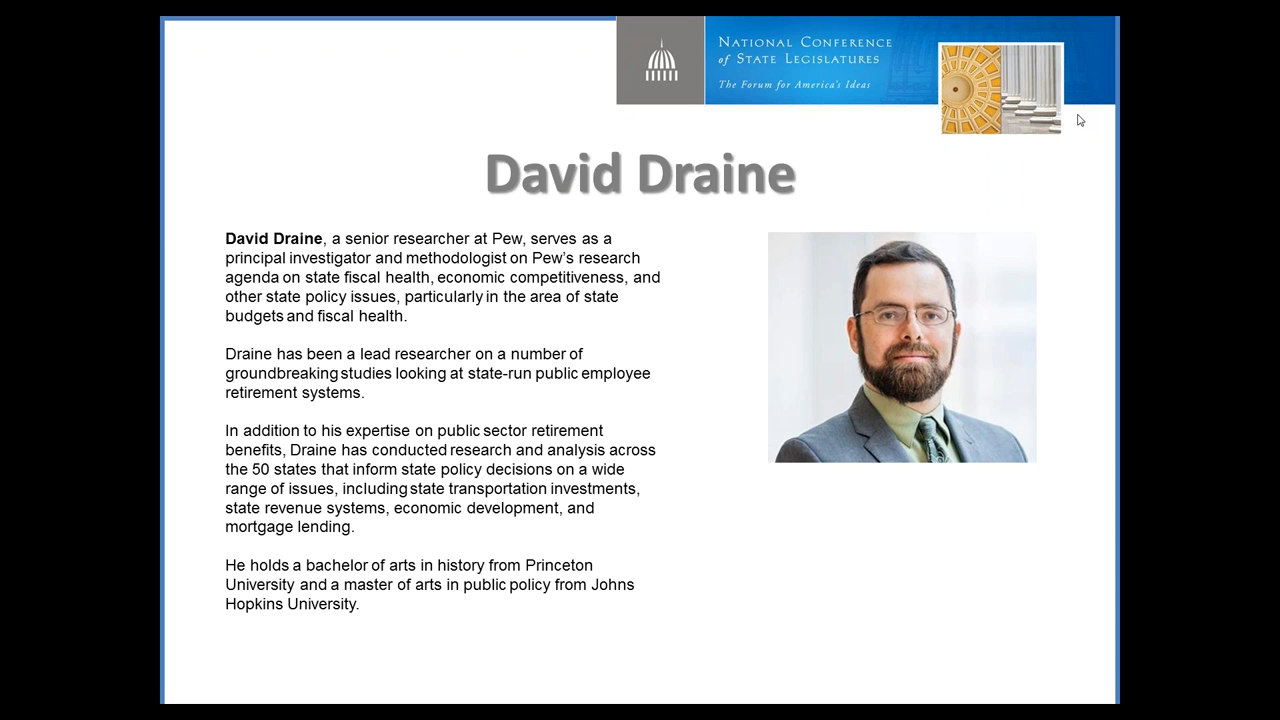 NATIONAL CONFERENCE
of STATE LEGISLATURES
The Forum for America's Ideas
David Draine
David Draine, a senior researcher at Pew, serves as a
principal investigator and methodologist on Pew's research
agenda on state fiscal health, economic competitiveness, and
other state policy issues, particularly in the area of state
budgets and fiscal health.
Draine has been a lead researcher on a number of
groundbreaking studies looking at state-run public employee
retirement systems.
In addition to his expertise on public sector retirement
benefits, Draine has conducted research and analysis across
the 50 states that inform state policy decisions on a wide
range of issues, including state transportation investments,
state revenue systems, economic development, and
mortgage lending.
He holds a bachelor of arts in history from Princeton
University and a master of arts in public policy from Johns
Hopkins University.